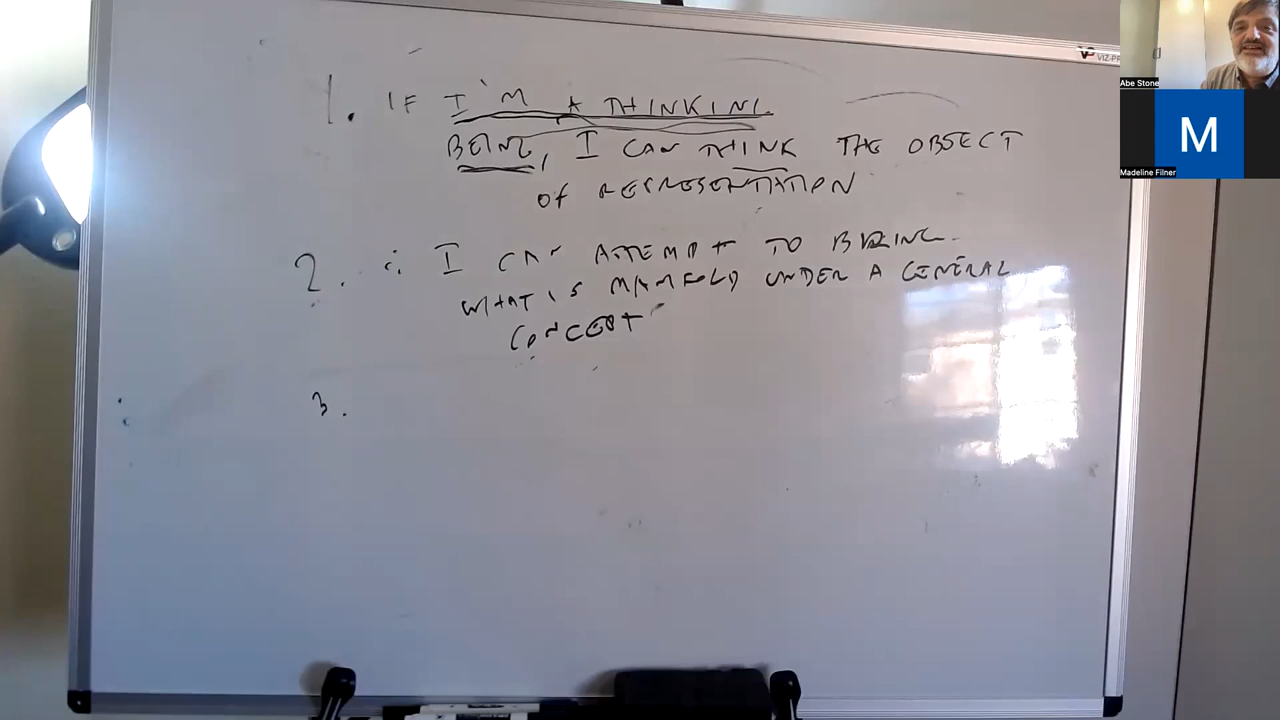 1. IF I'M A THINKING
BEING, I CAN THINK THE OBJECT
OF REPRESENTATION
2. ∴ I CAN ATTEMPT TO BRING
WHAT IS MANIFOLD UNDER A GENERAL
CONCEPT
3.
Abe Stone
M
Madeline Filner